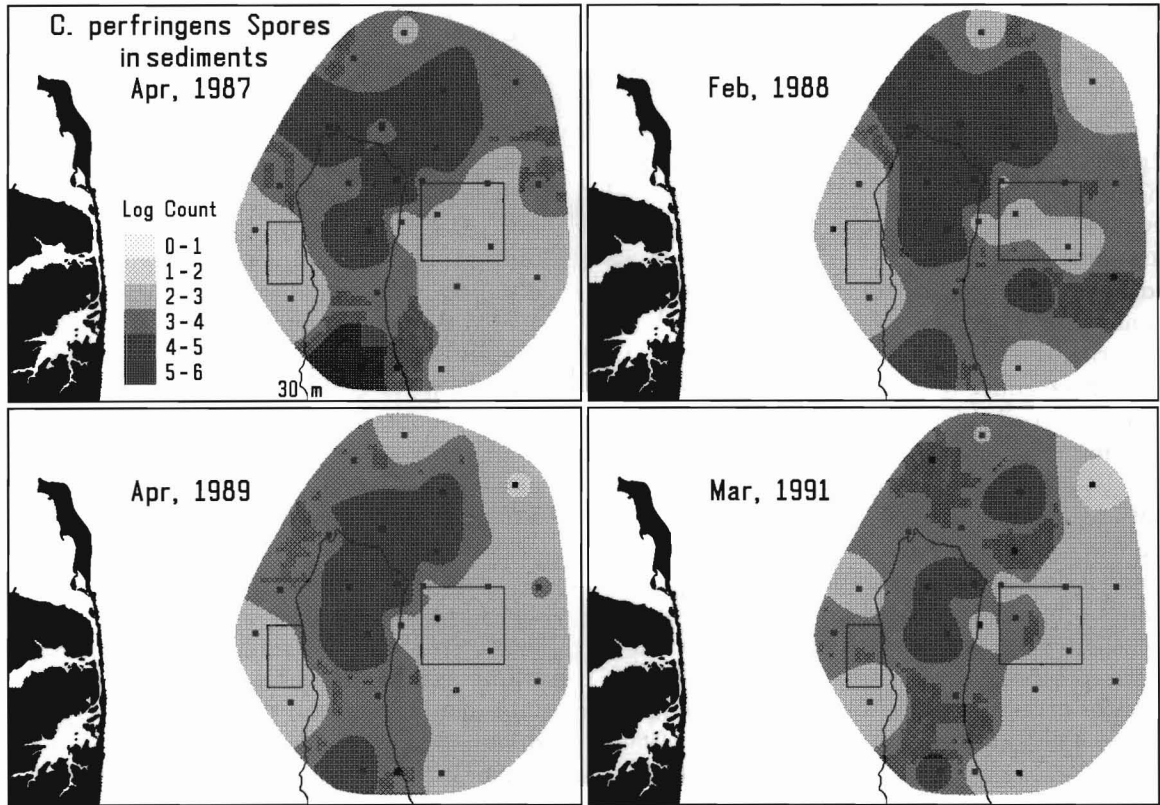 C. perfringens Spores
in sediments
Apr, 1987
Log Count
0-1
1-2
2-3
3-4
4-5
5-6
30 m
Feb, 1988
Apr, 1989
Mar, 1991